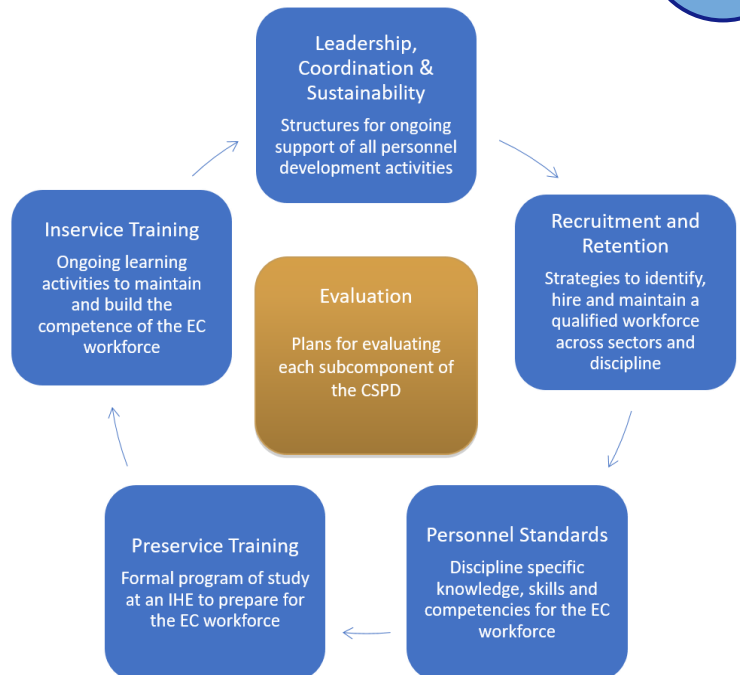 Leadership,
Coordination &
Sustainability
Structures for ongoing
support of all personnel
development activities
Recruitment and
Retention
Strategies to identify,
hire and maintain a
qualified workforce
across sectors and
discipline
Personnel Standards
Discipline specific
knowledge, skills and
competencies for the EC
workforce
Preservice Training
Formal program of study
at an IHE to prepare for
the EC workforce
Inservice Training
Ongoing learning
activities to maintain
and build the
competence of the EC
workforce
Evaluation
Plans for evaluating
each subcomponent of
the CSPD